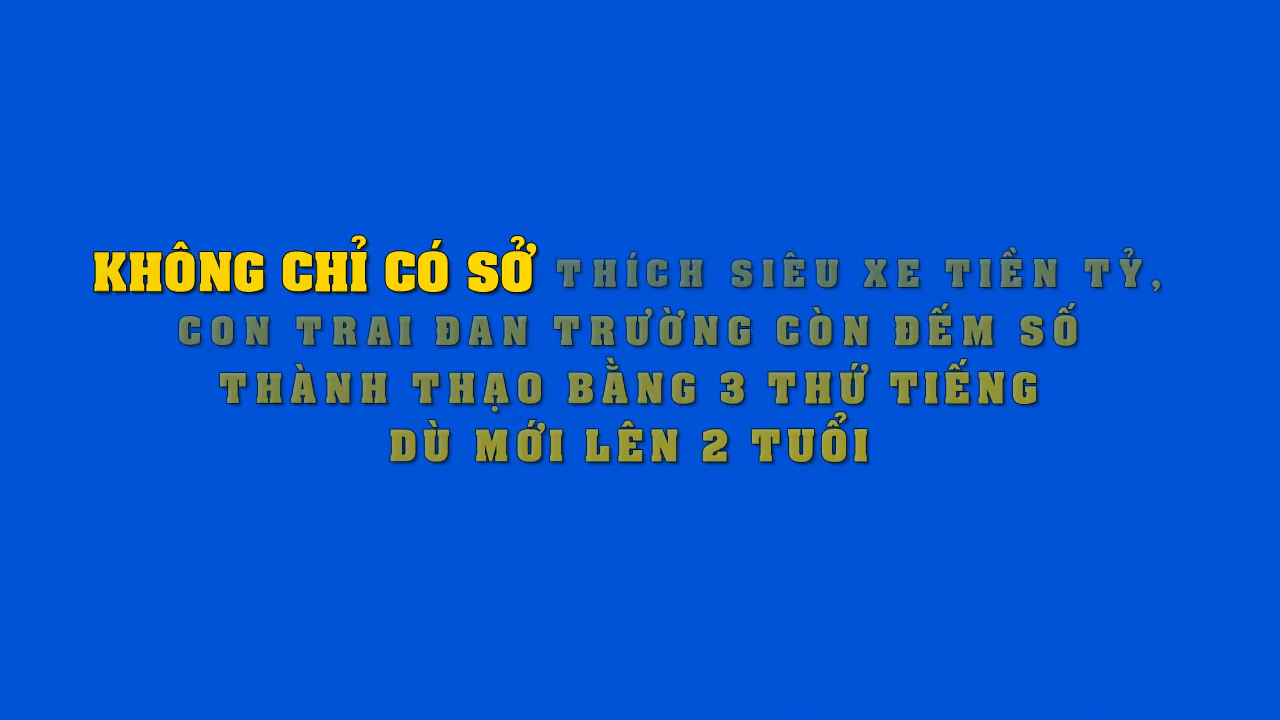 KHÔNG CHỈ CÓ SỞ THÍCH SIÊU XE TIỀN TỶ,
CON TRAI ĐAN TRƯỜNG CÒN ĐẾM SỐ
THÀNH THẠO BẰNG 3 THỨ TIẾNG
DÙ MỚI LÊN 2 TUỔI